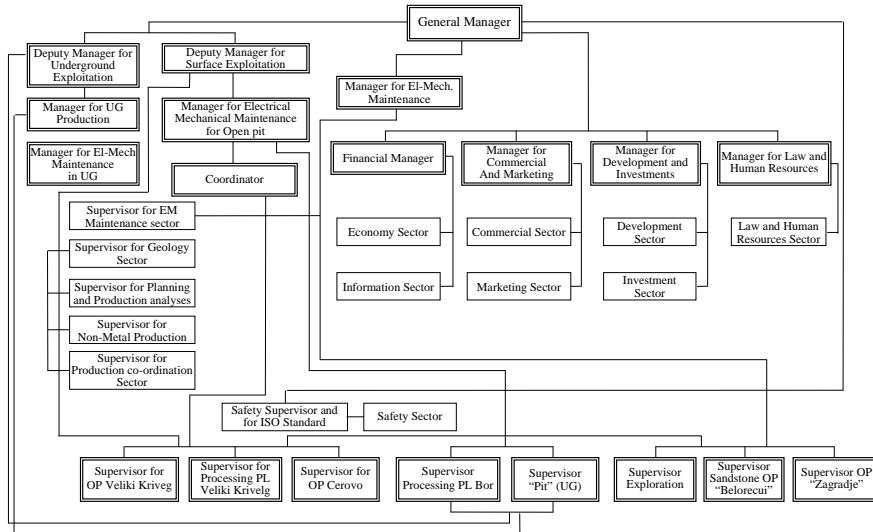 General Manager
Deputy Manager for
Underground
Exploitation
Deputy Manager for
Surface Exploitation
Manager for El-Mech.
Maintenance
Manager for UG
Production
Manager for Electrical
Mechanical Maintenance
for Open pit
Manager for El-Mech
Maintenance
in UG
Coordinator
Financial Manager
Manager for
Commercial
And Marketing
Manager for
Development and
Investments
Manager for Law and
Human Resources
Supervisor for EM
Maintenance sector
Supervisor for Geology
Sector
Supervisor for Planning
and Production analyses
Supervisor for
Non-Metal Production
Supervisor for
Production co-ordination
Sector
Economy Sector
Commercial Sector
Development
Sector
Law and Human
Resources Sector
Information Sector
Marketing Sector
Investment
Sector
Safety Supervisor and
for ISO Standard
Safety Sector
Supervisor for
OP Veliki Kriveg
Supervisor for
Processing PL
Veliki Krivelg
Supervisor for
OP Cerovo
Supervisor
Processing PL Bor
Supervisor
“Pit” (UG)
Supervisor
Exploration
Supervisor
Sandstone OP
“Belorecui”
Supervisor OP
“Zagradje”